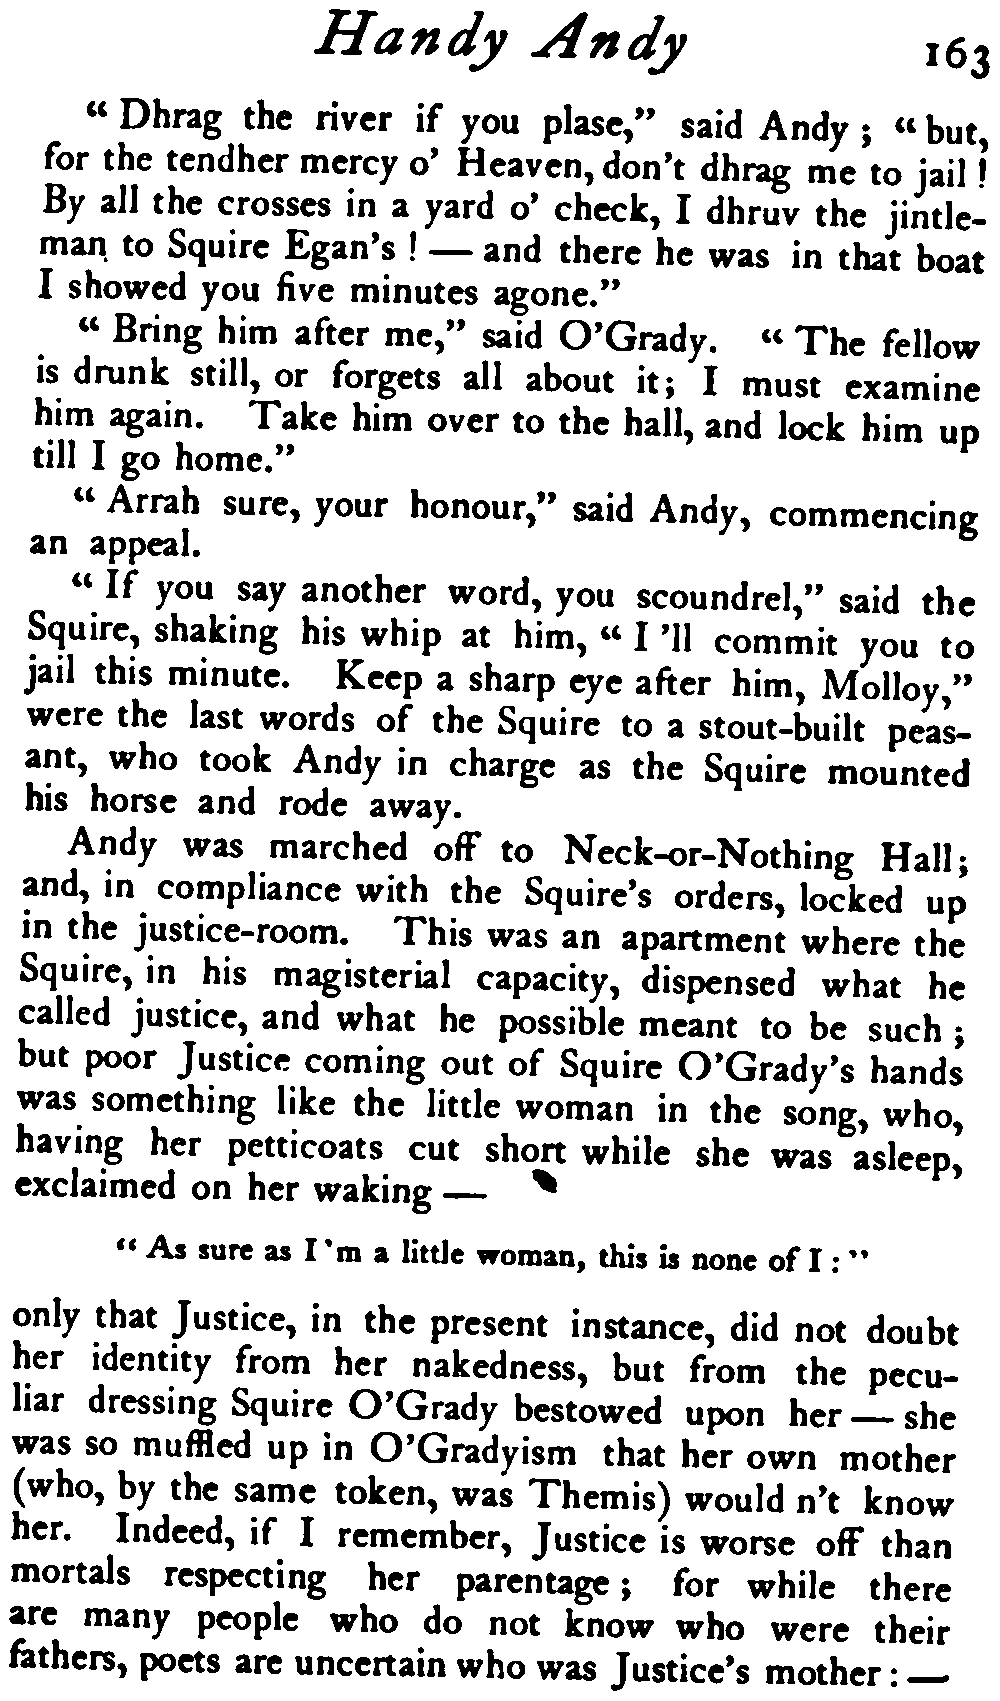 Handy Andy 163
“ Dhrag the river if you plase,” said Andy ; “ but,
for the tendher mercy o’ Heaven, don’t dhrag me to jail !
By all the crosses in a yard o’ check, I dhruv the jintle-
man to Squire Egan’s ! — and there he was in that boat
I showed you five minutes agone.”
“ Bring him after me,” said O’Grady. “ The fellow
is drunk still, or forgets all about it; I must examine
him again. Take him over to the hall, and lock him up
till I go home.”
“ Arrah sure, your honour,” said Andy, commencing
an appeal.
“ If you say another word, you scoundrel,” said the
Squire, shaking his whip at him, “ I ’ll commit you to
jail this minute. Keep a sharp eye after him, Molloy,”
were the last words of the Squire to a stout-built peas-
ant, who took Andy in charge as the Squire mounted
his horse and rode away.
Andy was marched off to Neck-or-Nothing Hall;
and, in compliance with the Squire’s orders, locked up
in the justice-room. This was an apartment where the
Squire, in his magisterial capacity, dispensed what he
called justice, and what he possible meant to be such ;
but poor Justice coming out of Squire O’Grady’s hands
was something like the little woman in the song, who,
having her petticoats cut short while she was asleep,
exclaimed on her waking —
“ As sure as I ’m a little woman, this is none of I : ”
only that Justice, in the present instance, did not doubt
her identity from her nakedness, but from the pecu-
liar dressing Squire O’Grady bestowed upon her — she
was so muffled up in O’Gradyism that her own mother
(who, by the same token, was Themis) would n’t know
her. Indeed, if I remember, Justice is worse off than
mortals respecting her parentage ; for while there
are many people who do not know who were their
fathers, poets are uncertain who was Justice’s mother : —